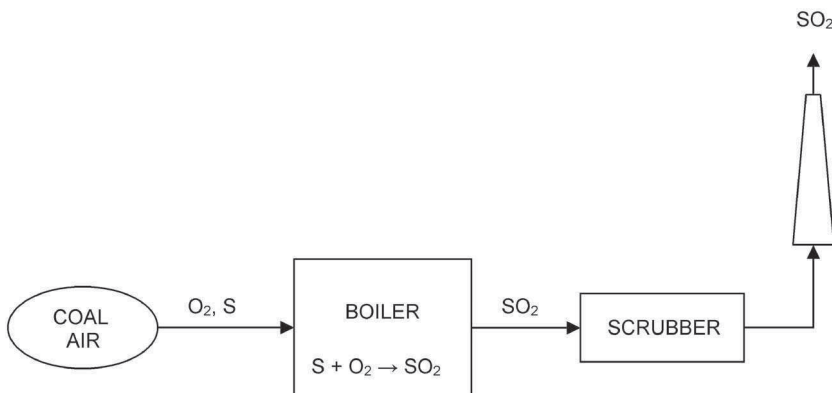 SO₂
COAL
AIR
O₂, S
BOILER
S + O₂ → SO₂
SO₂
SCRUBBER